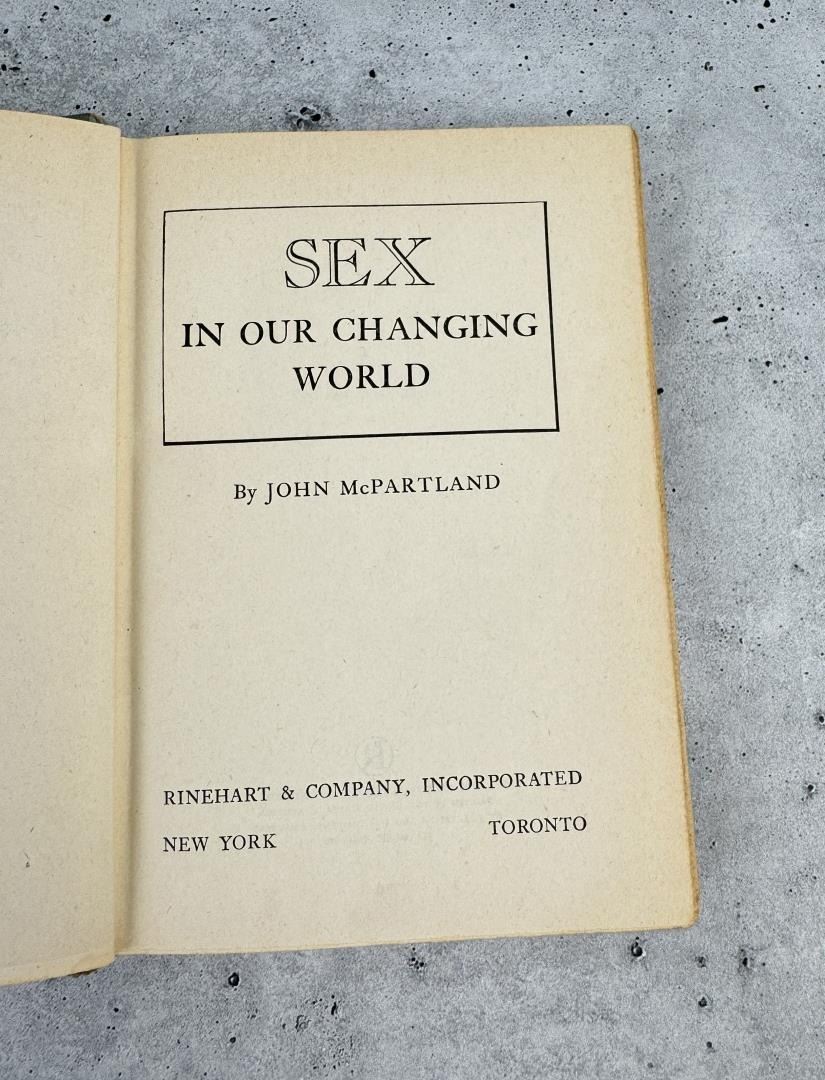 SEX
IN OUR CHANGING
WORLD
By JOHN McPARTLAND
RINEHART & COMPANY, INCORPORATED
NEW YORK TORONTO